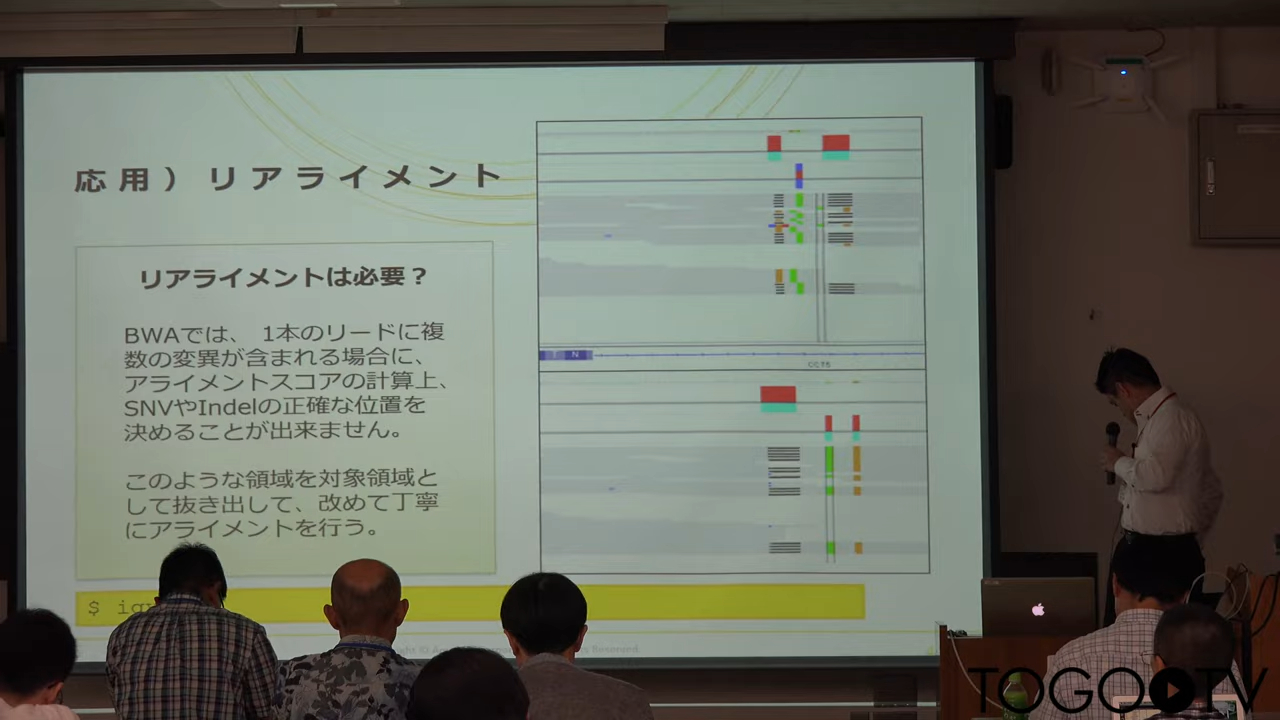 応用）リアライメント
リアライメントは必要？
BWAでは、 1本のリードに複
数の変異が含まれる場合に、
アライメントスコアの計算上、
SNVやIndelの正確な位置を
決めることが出来ません。
このような領域を対象領域と
して抜き出して、改めて丁寧
にアライメントを行う。
N
$
Reserved.
TOGOTV